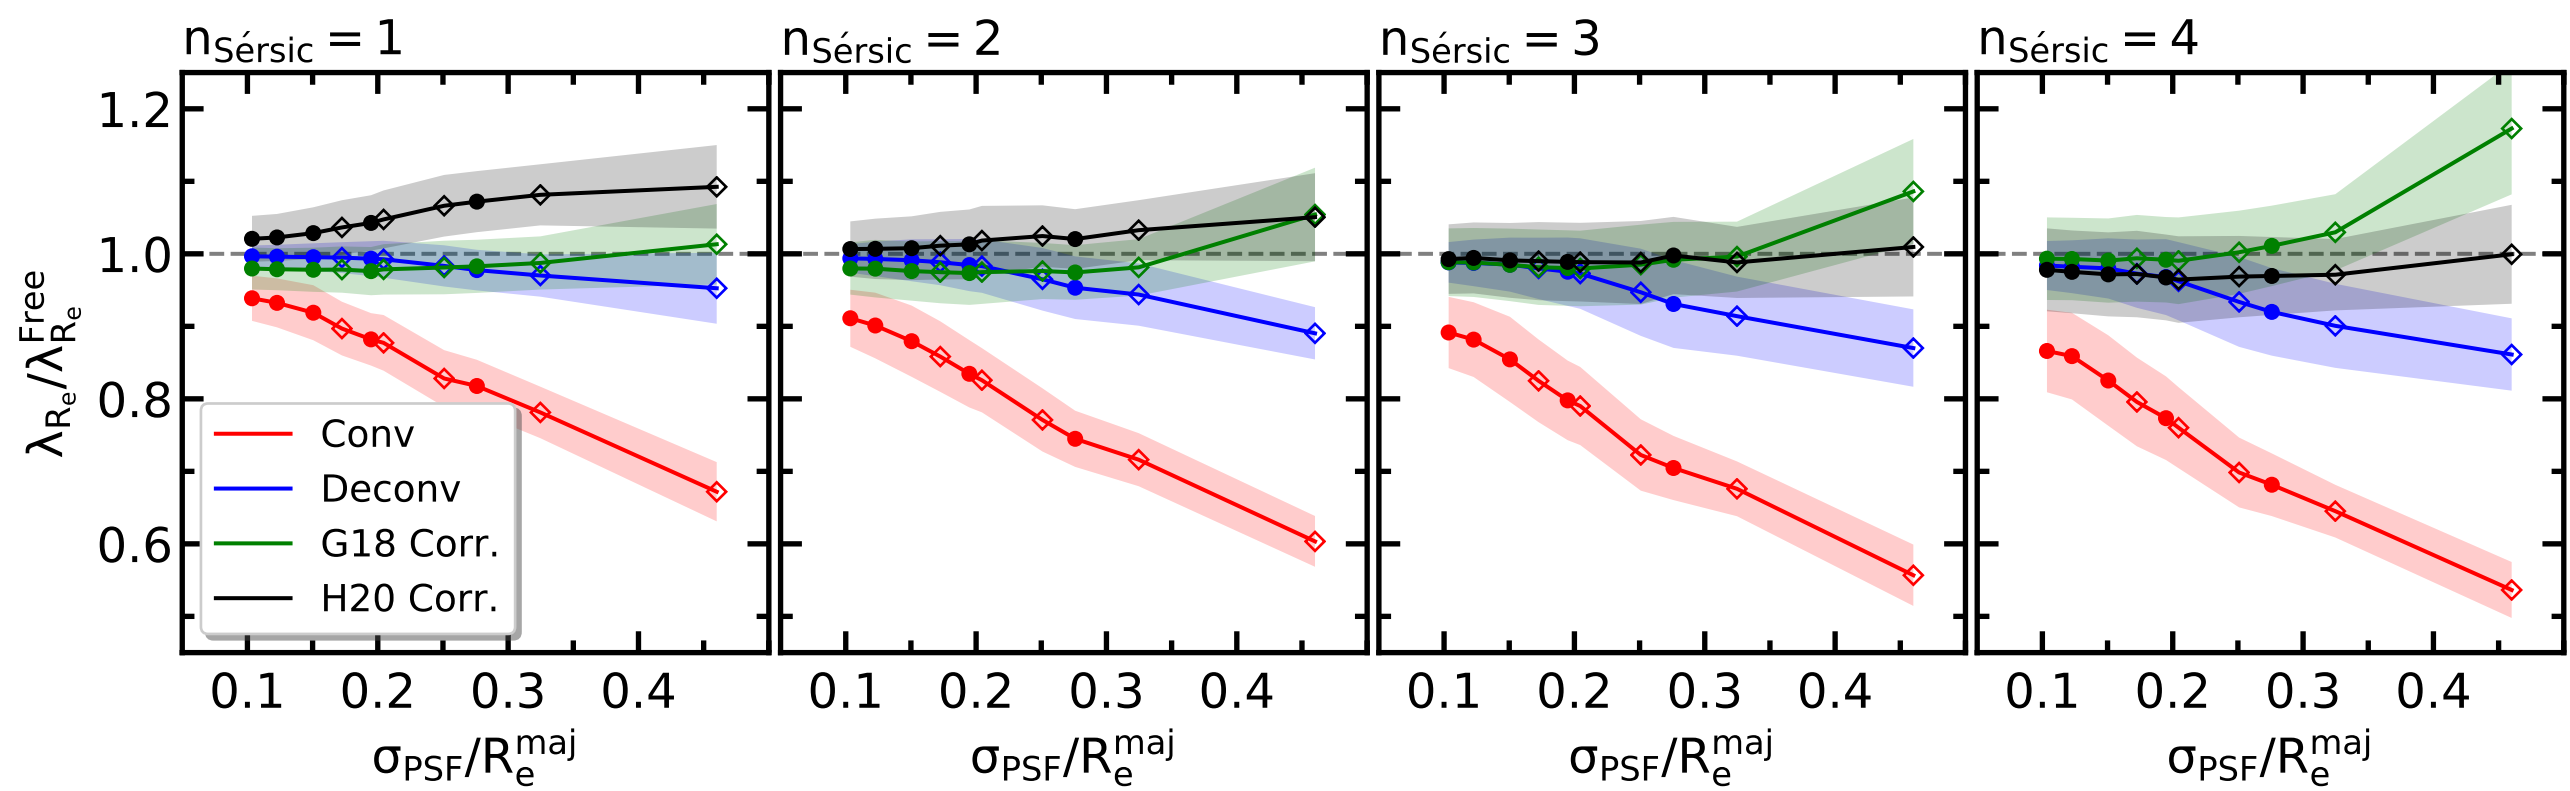 n_Sérsic = 1
n_Sérsic = 2
n_Sérsic = 3
n_Sérsic = 4
λ_Rₑ/λ_Rₑ^Free
1.2
1.0
0.8
0.6
Conv
Deconv
G18 Corr.
H20 Corr.
0.1 0.2 0.3 0.4
0.1 0.2 0.3 0.4
0.1 0.2 0.3 0.4
0.1 0.2 0.3 0.4
σ_PSF/R_e^maj
σ_PSF/R_e^maj
σ_PSF/R_e^maj
σ_PSF/R_e^maj